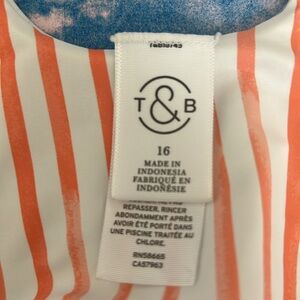 T & B
16
MADE IN
INDONESIA
FABRIQUÉ EN
INDONÉSIE
REPASSER, RINCER
ABONDAMMENT APRÈS
AVOIR ÉTÉ PORTÉ DANS
UNE PISCINE TRAITÉE AU
CHLORE.
RN58665
CA57963